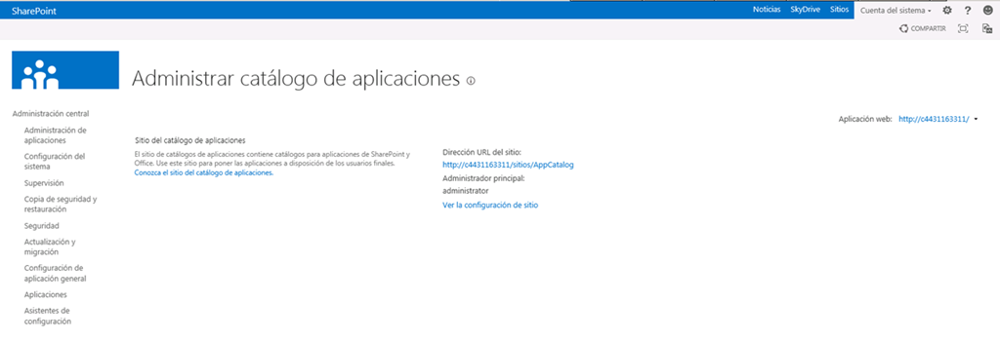 SharePoint
Noticias SkyDrive Sitios Cuenta del sistema
COMPARTIR
Administrar catálogo de aplicaciones
Aplicación web: http://c4431163311/
Administración central
Administración de
aplicaciones
Configuración del
sistema
Supervisión
Copia de seguridad y
restauración
Seguridad
Actualización y
migración
Configuración de
aplicación general
Aplicaciones
Asistentes de
configuración
Sitio del catálogo de aplicaciones
El sitio de catálogos de aplicaciones contiene catálogos para aplicaciones de SharePoint y
Office. Use este sitio para poner las aplicaciones a disposición de los usuarios finales.
Conozca el sitio del catálogo de aplicaciones.
Dirección URL del sitio:
http://c4431163311/sitios/AppCatalog
Administrador principal:
administrator
Ver la configuración de sitio